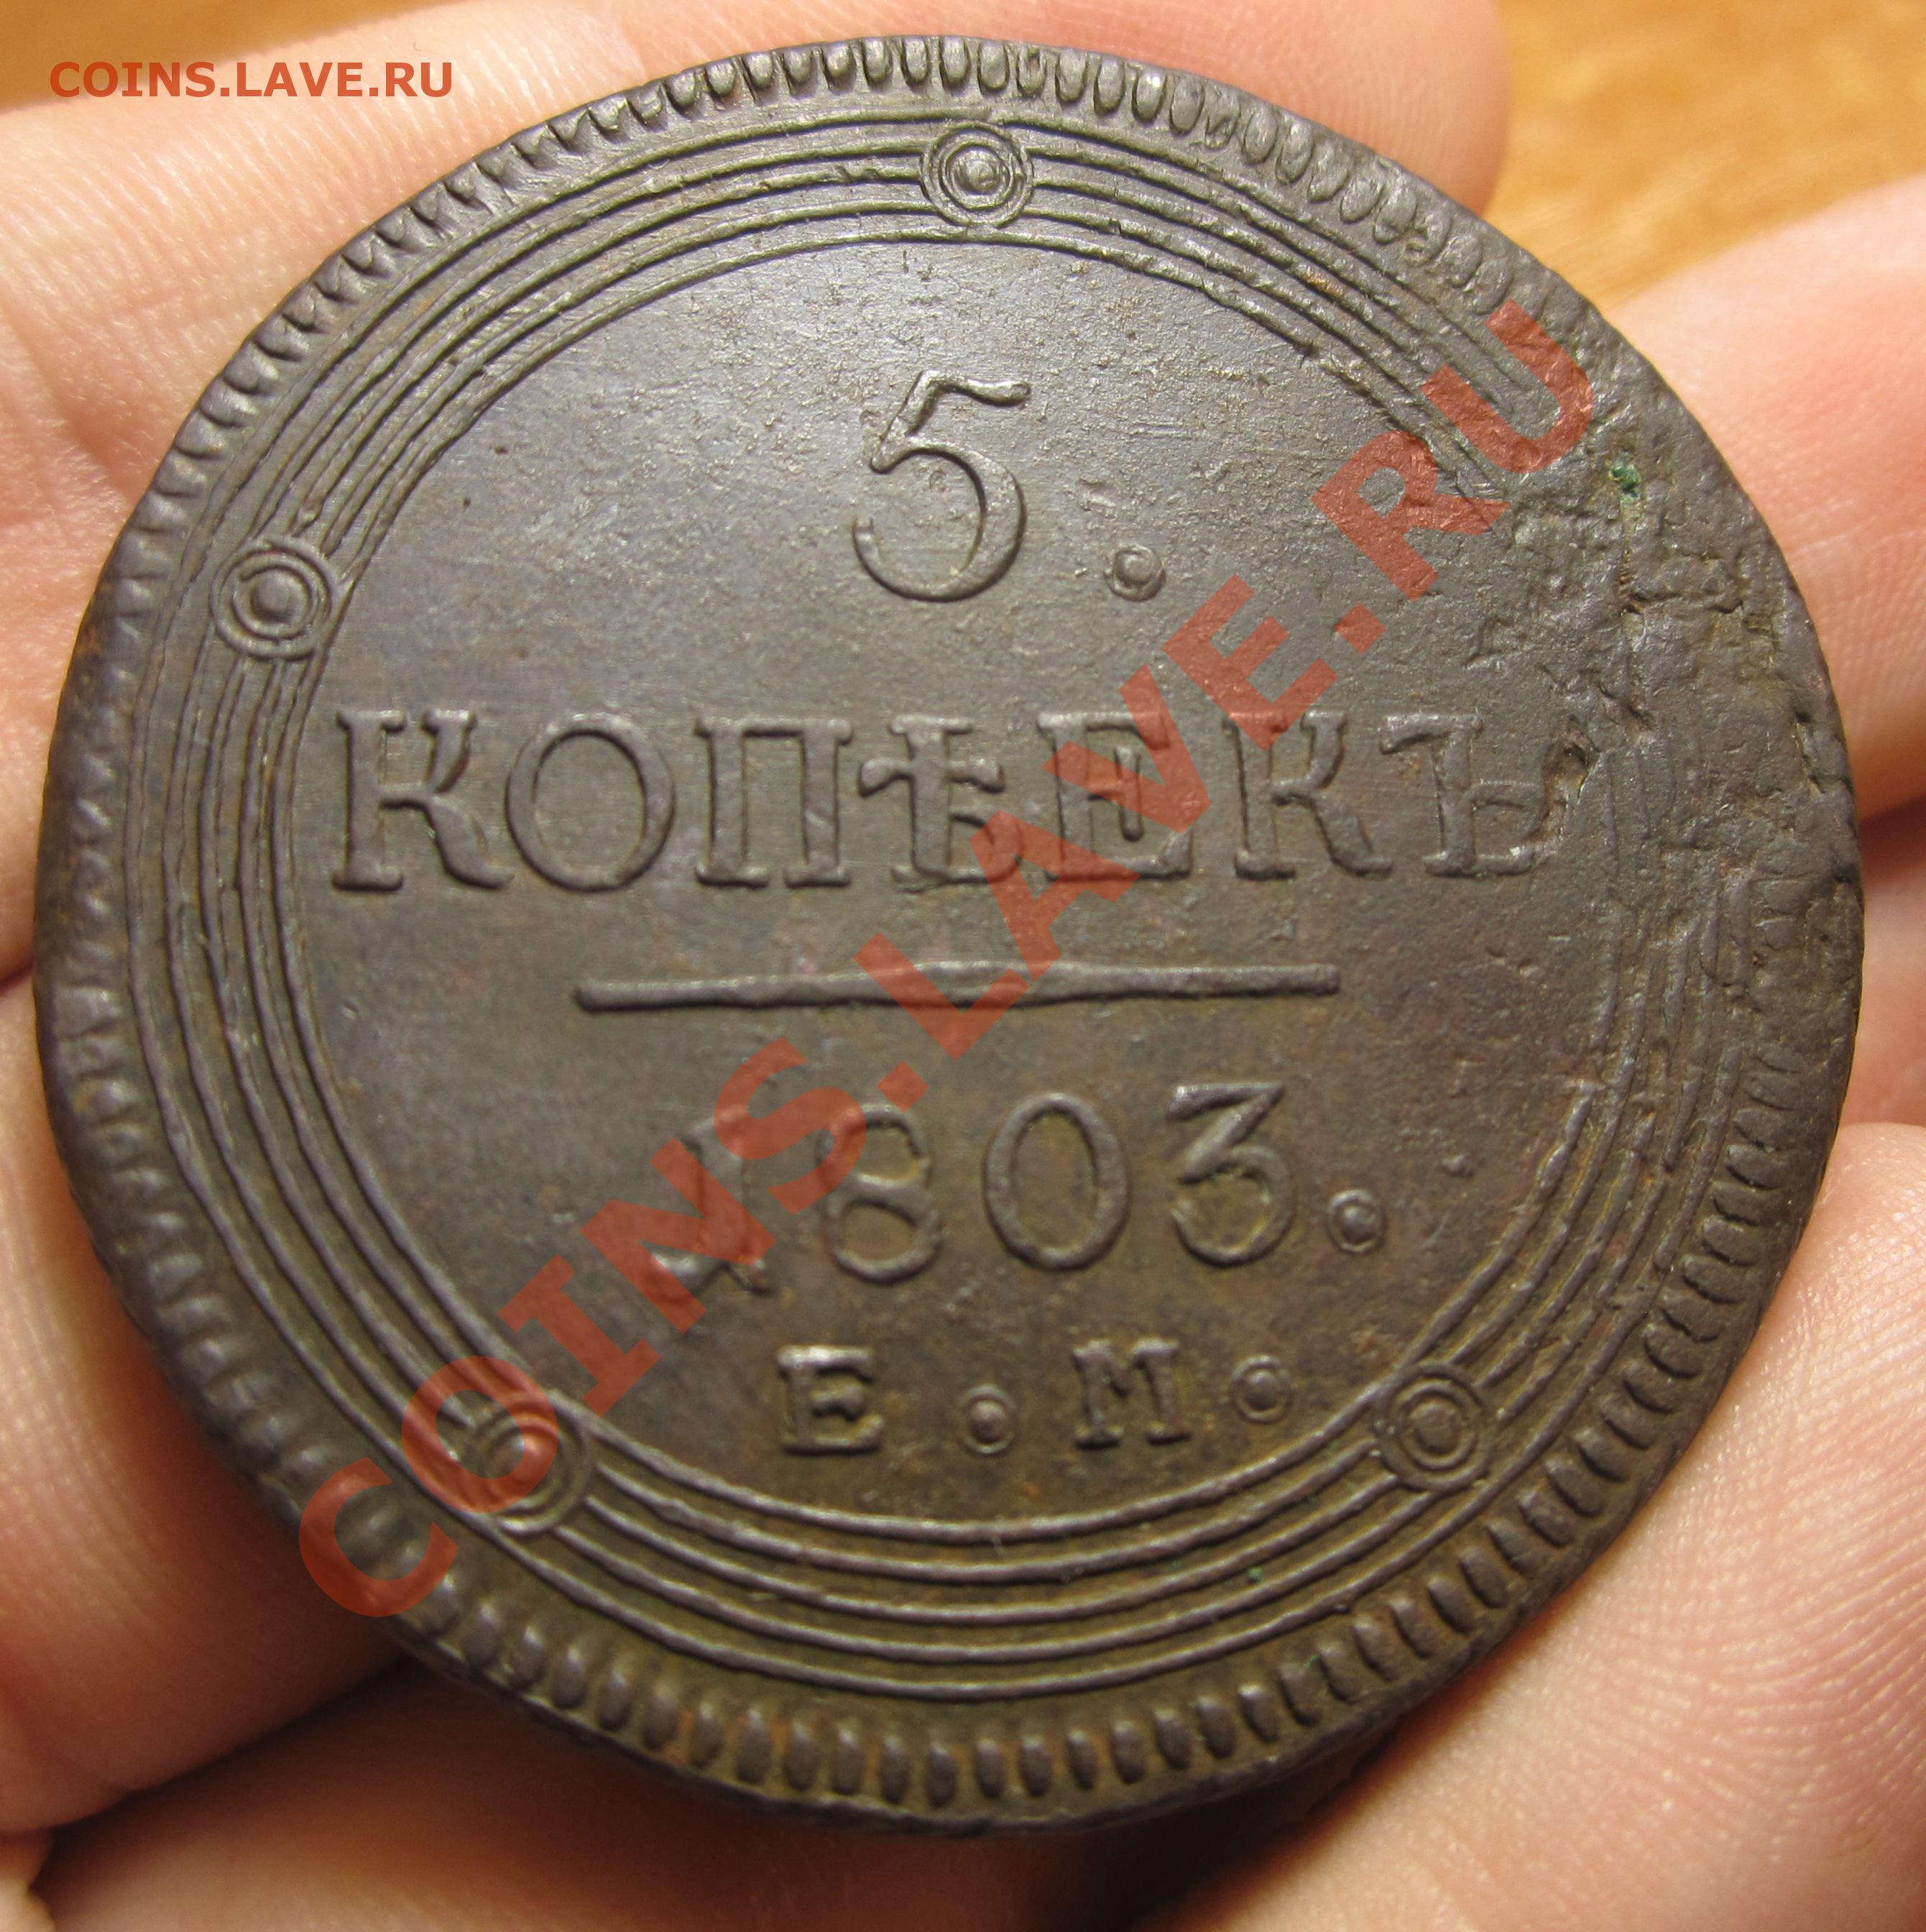 COINS.LAVE.RU
5.
КОПѢЕКЪ
1803.
Е.М.
COINS.LAVE.RU